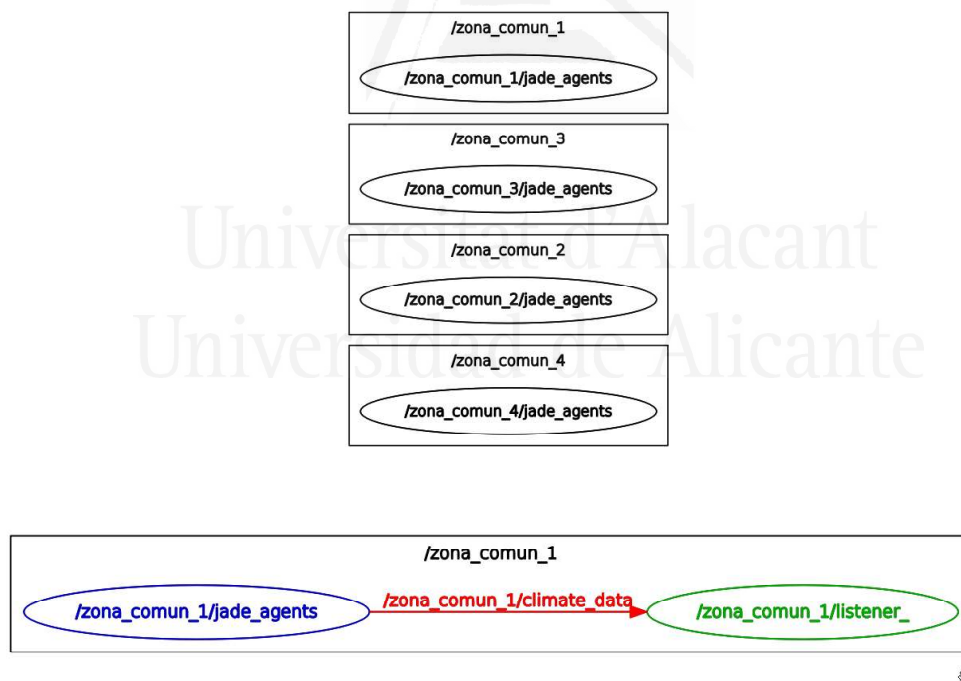 /zona_comun_1
/zona_comun_1/jade_agents
/zona_comun_3
/zona_comun_3/jade_agents
/zona_comun_2
/zona_comun_2/jade_agents
Universitat d'Alacant
Universidad de Alicante
/zona_comun_4
/zona_comun_4/jade_agents
/zona_comun_1
/zona_comun_1/jade_agents
/zona_comun_1/climate_data
/zona_comun_1/listener_